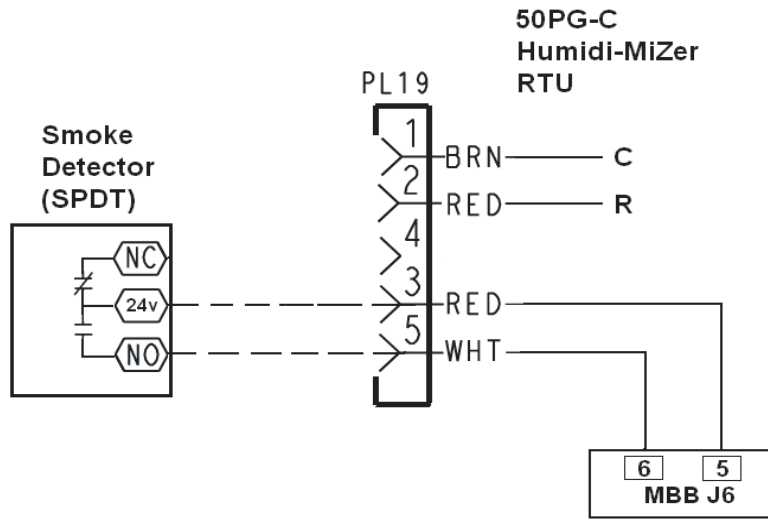 50PG-C
Humidi-MiZer
RTU
PL19
Smoke
Detector
(SPDT)
1
BRN C
2
RED R
4
NC
3
24v RED
5
NO WHT
6 5
MBB J6